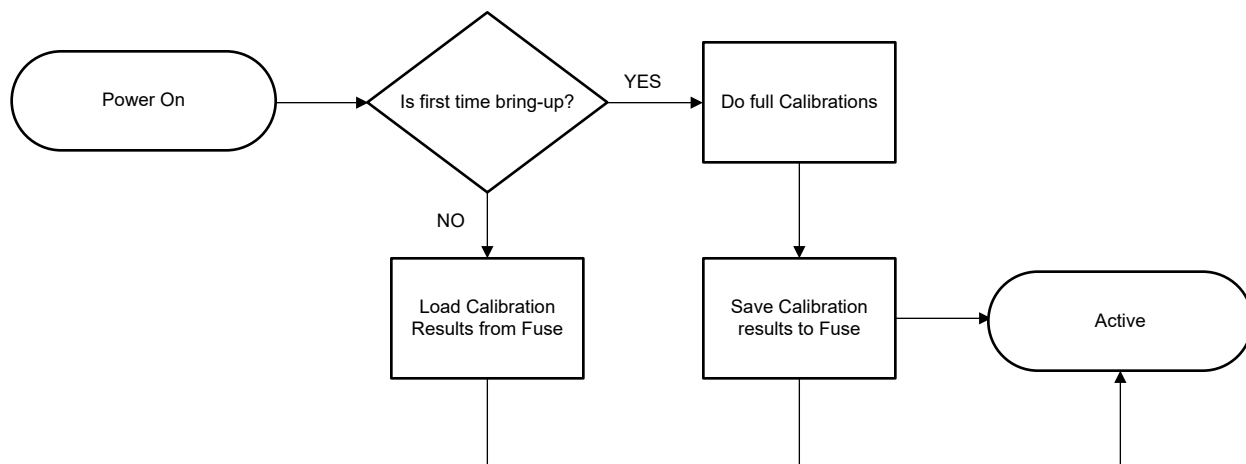 Power On
Is first time bring-up?
YES
Do full Calibrations
NO
Load Calibration
Results from Fuse
Save Calibration
results to Fuse
Active